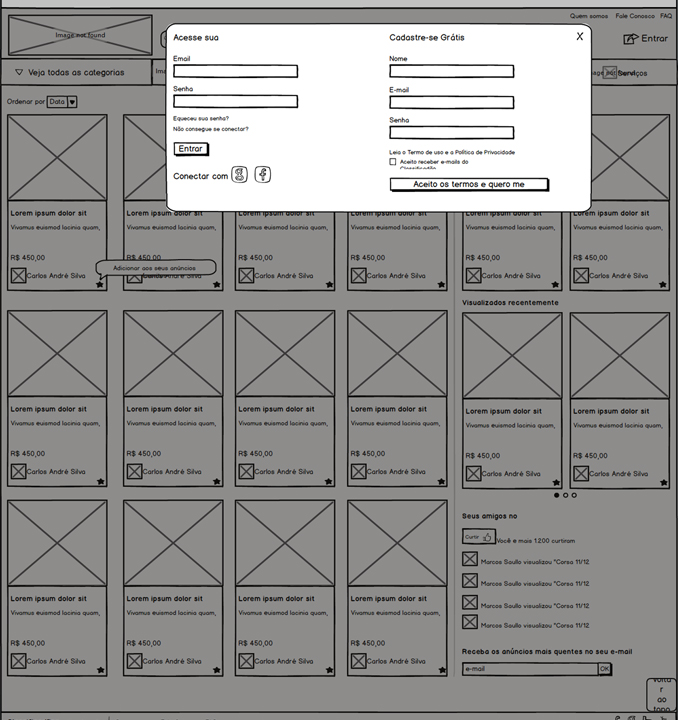 Quem somos Fale Conosco FAQ
Image not found
Entrar
Veja todas as categorias
Serviços
Acesse sua
Email
Senha
Equeceu sua senha?
Não consegue se conectar?
Entrar
Conectar com
Cadastre-se Grátis
X
Nome
E-mail
Senha
Leia o Termo de uso e a Política de Privacidade
Aceito receber e-mails do
Aceito os termos e quero me
Ordenar por Data
Lorem ipsum dolor sit Lorem ipsum dolor sit Lorem ipsum dolor sit Lorem ipsum dolor sit
Vivamus euismod lacinia quam, Vivamus euismod lacinia quam, Vivamus euismod lacinia quam, Vivamus euismod lacinia quam,
R$ 450,00 R$ 450,00 R$ 450,00 R$ 450,00
Adicionar aos seus anúncios
Carlos André Silva Carlos André Silva Carlos André Silva Carlos André Silva
Lorem ipsum dolor sit Lorem ipsum dolor sit Lorem ipsum dolor sit Lorem ipsum dolor sit
Vivamus euismod lacinia quam, Vivamus euismod lacinia quam, Vivamus euismod lacinia quam, Vivamus euismod lacinia quam,
R$ 450,00 R$ 450,00 R$ 450,00 R$ 450,00
Carlos André Silva Carlos André Silva Carlos André Silva Carlos André Silva
Lorem ipsum dolor sit Lorem ipsum dolor sit Lorem ipsum dolor sit Lorem ipsum dolor sit
Vivamus euismod lacinia quam, Vivamus euismod lacinia quam, Vivamus euismod lacinia quam, Vivamus euismod lacinia quam,
R$ 450,00 R$ 450,00 R$ 450,00 R$ 450,00
Carlos André Silva Carlos André Silva Carlos André Silva Carlos André Silva
Lorem ipsum dolor sit Lorem ipsum dolor sit
Vivamus euismod lacinia quam, Vivamus euismod lacinia quam,
R$ 450,00 R$ 450,00
Carlos André Silva Carlos André Silva
Visualizados recentemente
Lorem ipsum dolor sit Lorem ipsum dolor sit
Vivamus euismod lacinia quam, Vivamus euismod lacinia quam,
R$ 450,00 R$ 450,00
Carlos André Silva Carlos André Silva
Seus amigos no
Curtir Você e mais 1.200 curtiram
Marcos Saullo visualizou "Corsa 11/12
Marcos Saullo visualizou "Corsa 11/12
Marcos Saullo visualizou "Corsa 11/12
Marcos Saullo visualizou "Corsa 11/12
Receba os anúncios mais quentes no seu e-mail
e-mail OK
Volta
r
ao
topo